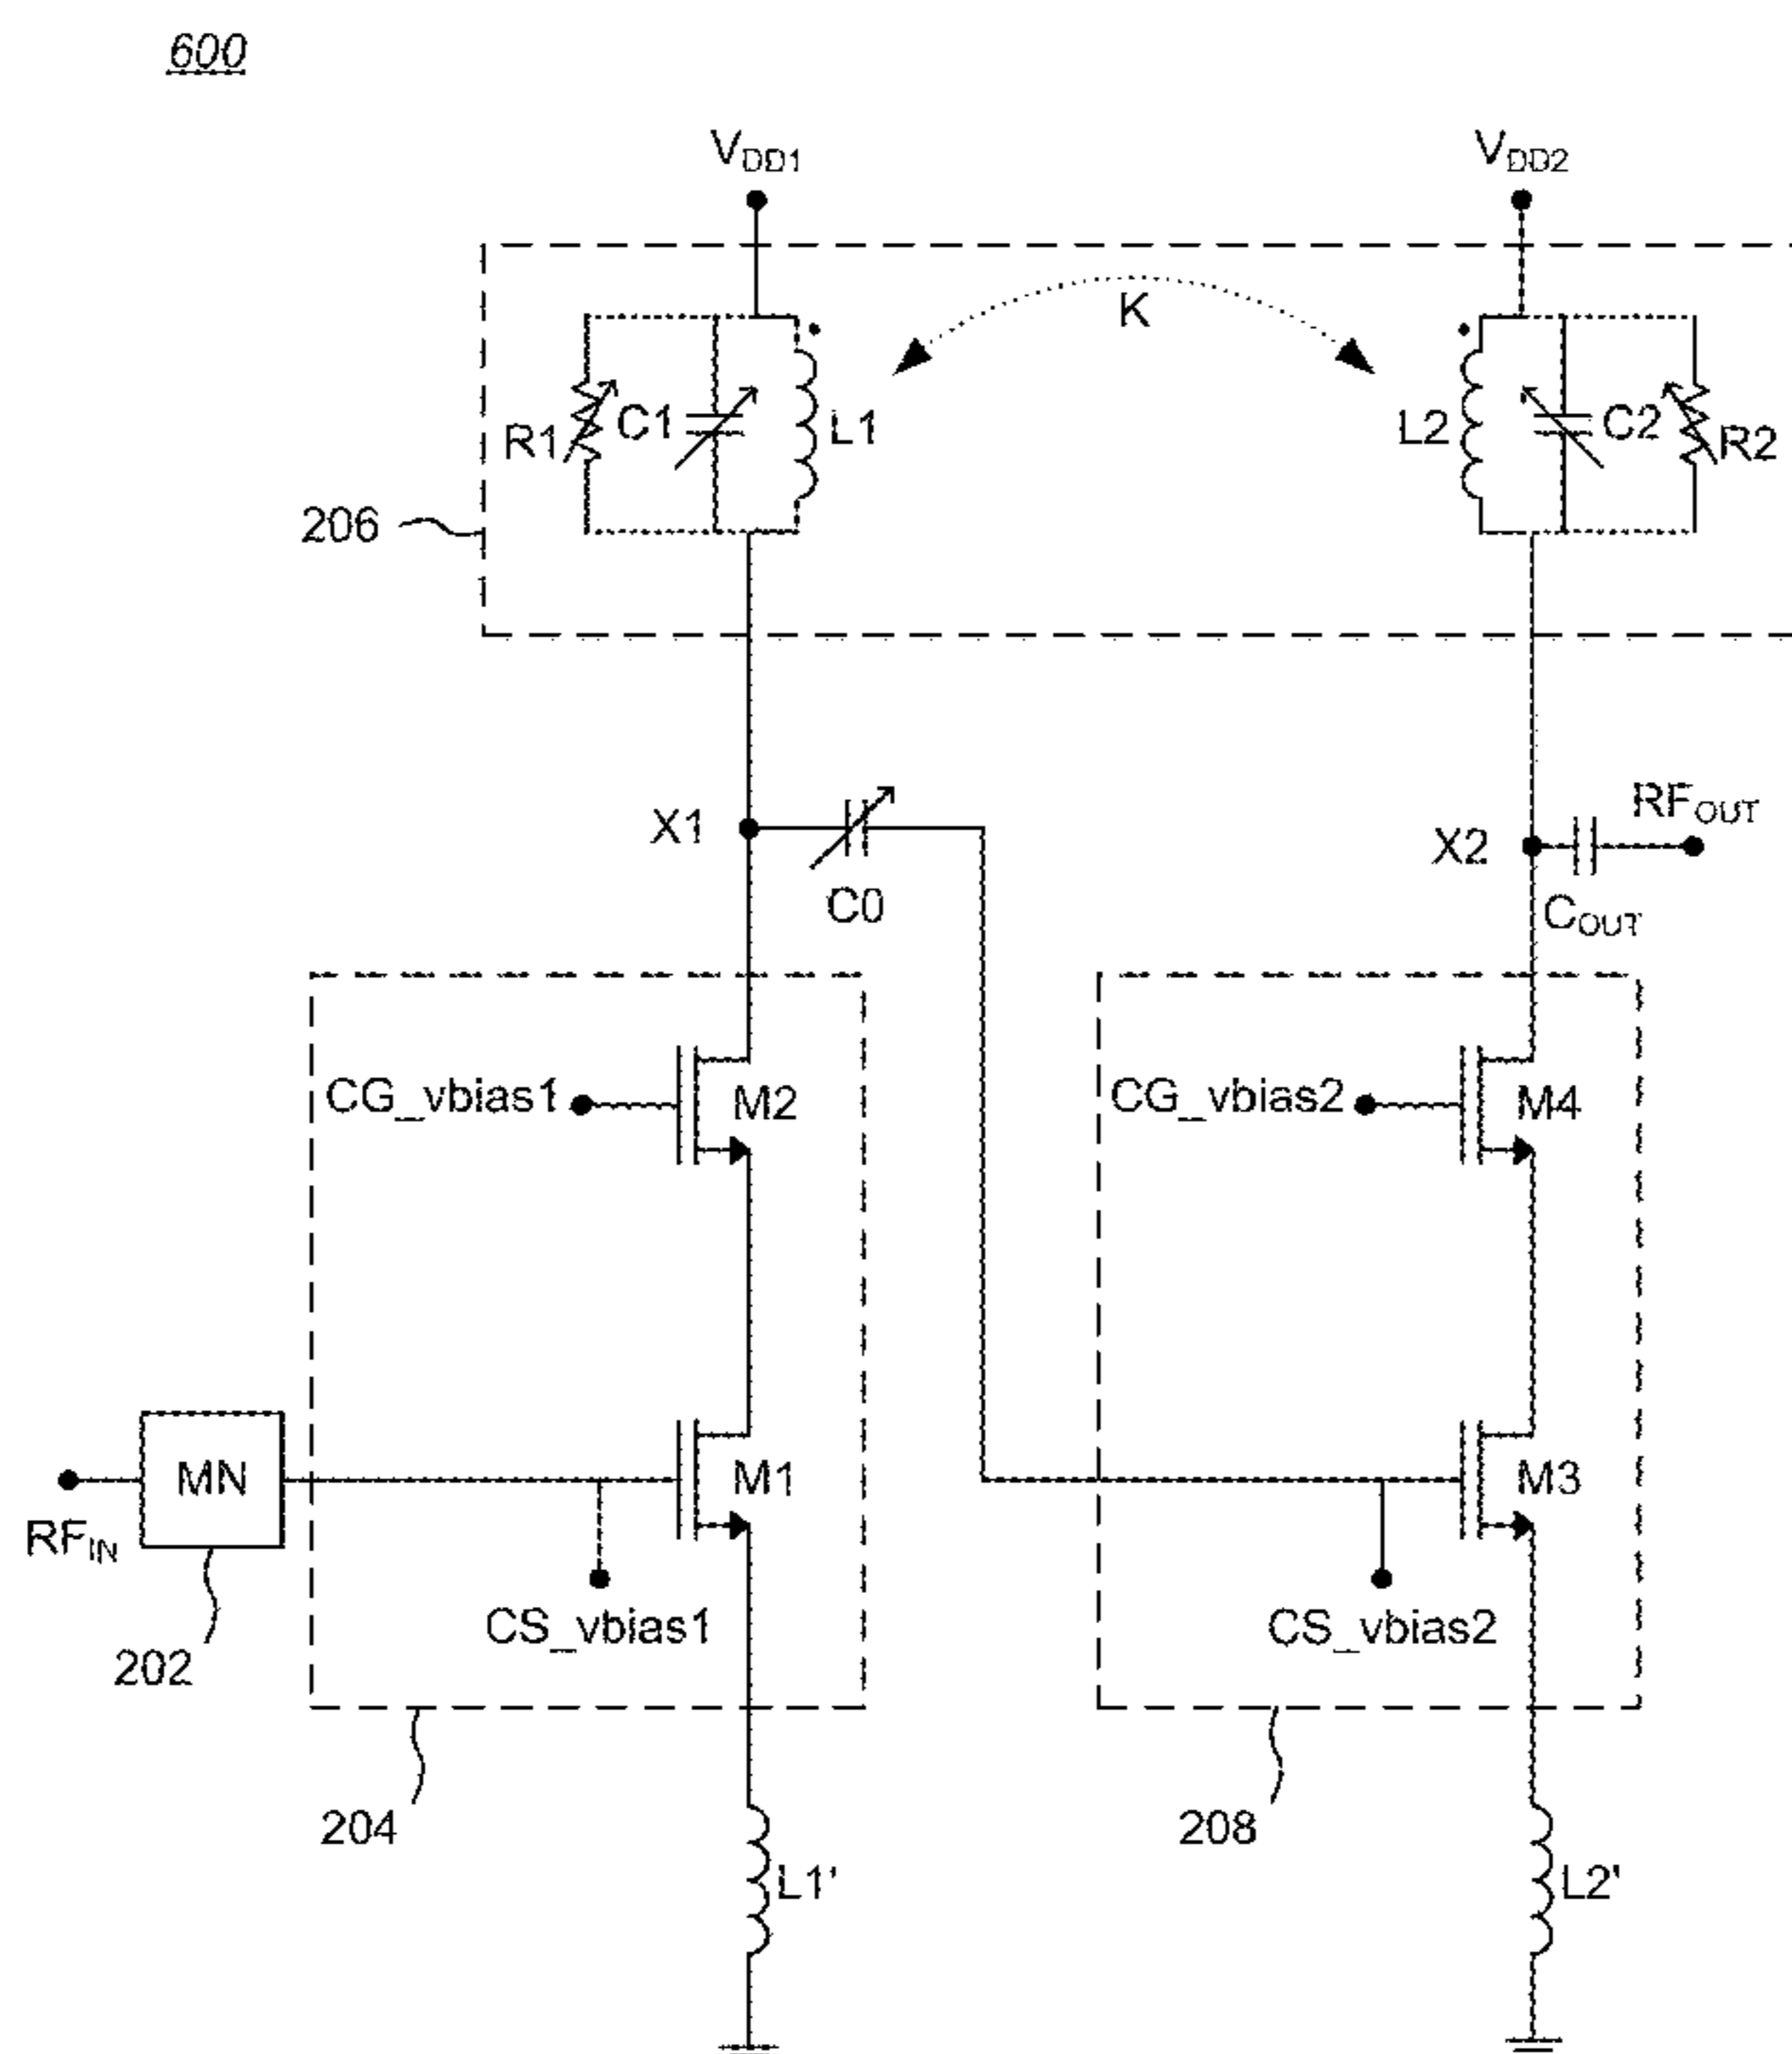 600
VDD1
VDD2
K
R1
C1
L1
L2
C2
R2
206
X1
C0
X2
RFOUT
COUT
CG_vbias1
M2
CG_vbias2
M4
MN
M1
M3
RFIN
CS_vbias1
CS_vbias2
202
204
208
L1'
L2'